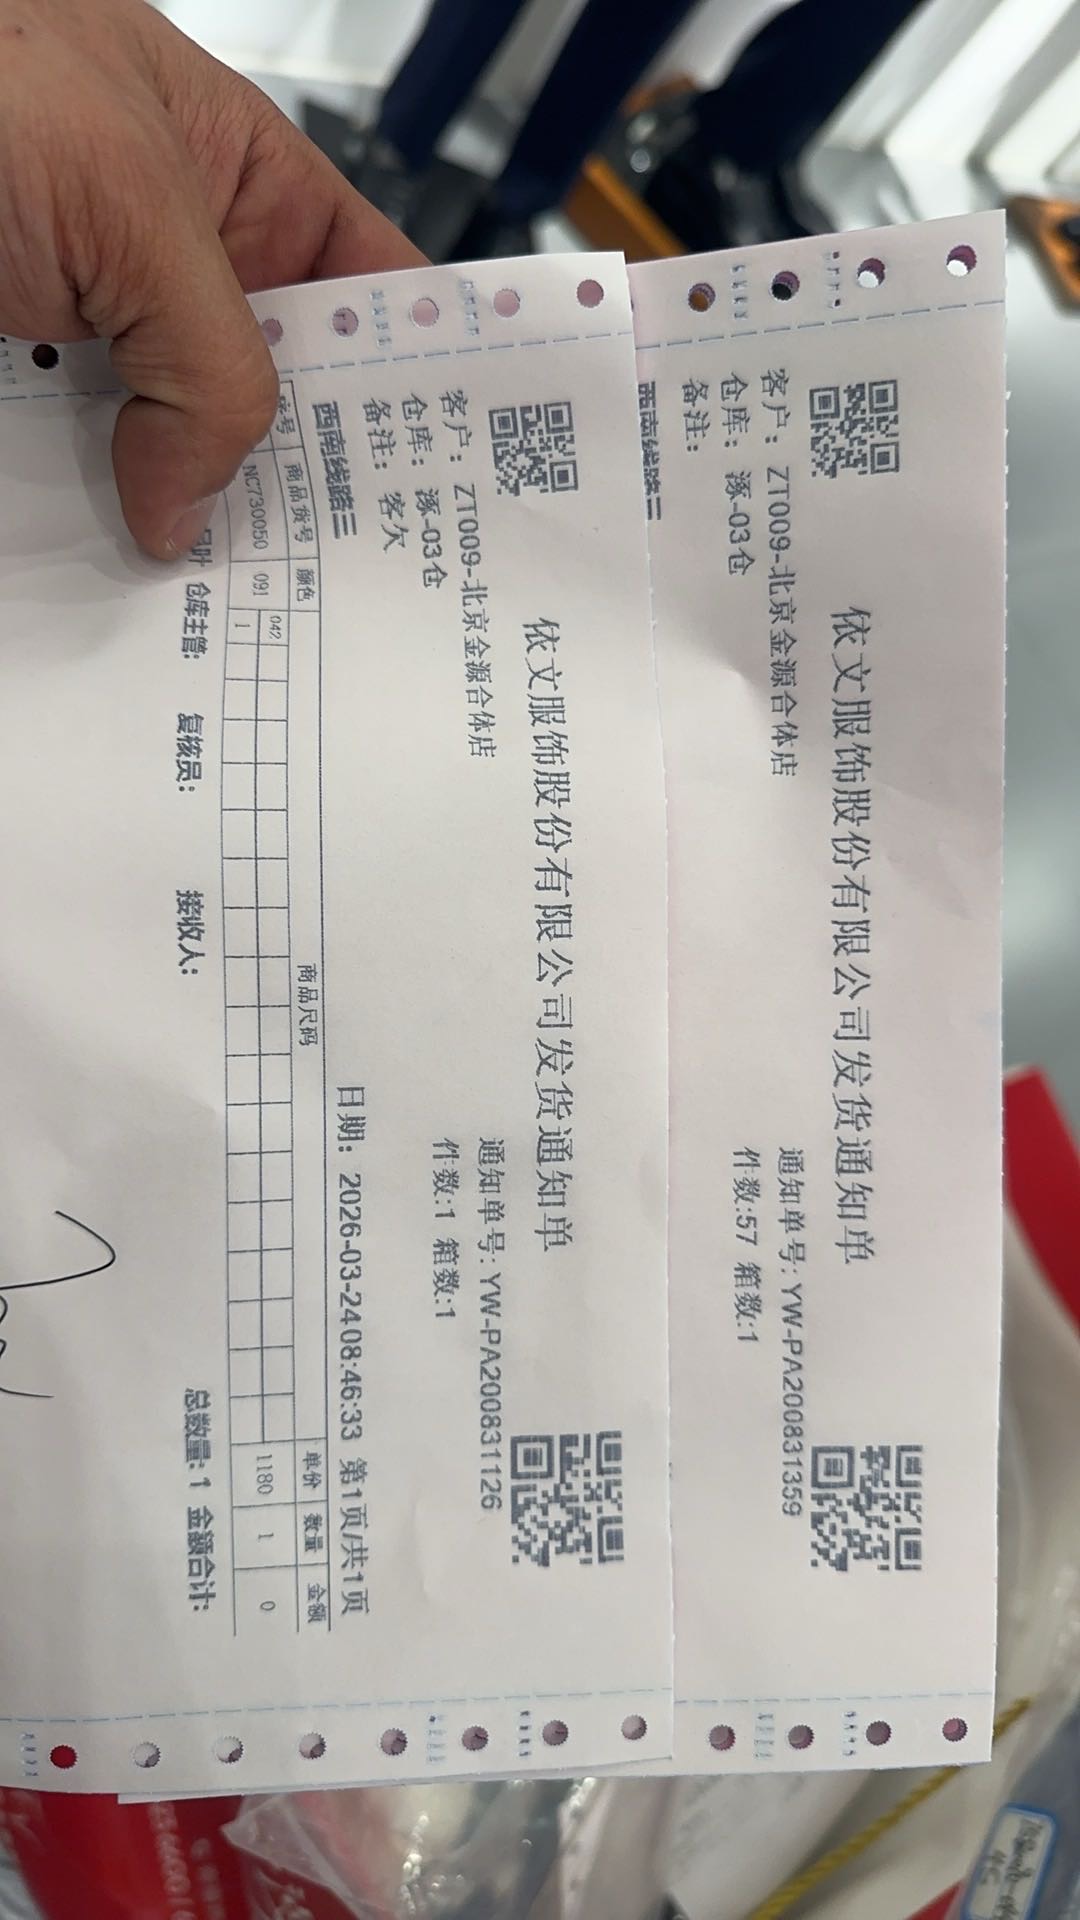 依文服饰股份有限公司发货通知单
客户： ZT009-北京金源合体店
通知单号: YW-PA200831359
仓库： 涿-03仓
件数:57 箱数:1
备注：
西南线路三
依文服饰股份有限公司发货通知单
客户： ZT009-北京金源合体店
通知单号: YW-PA200831126
仓库： 涿-03仓
件数:1 箱数:1
备注： 客欠
西南线路三
日期： 2026-03-24 08:46:33 第1页/共1页
号 商品货号 颜色 商品尺码 单价 数量 金额
042
NC730050 091 1 1180 1 0
仓库主管: 复核员: 接收人: 总数量: 1 金额合计: